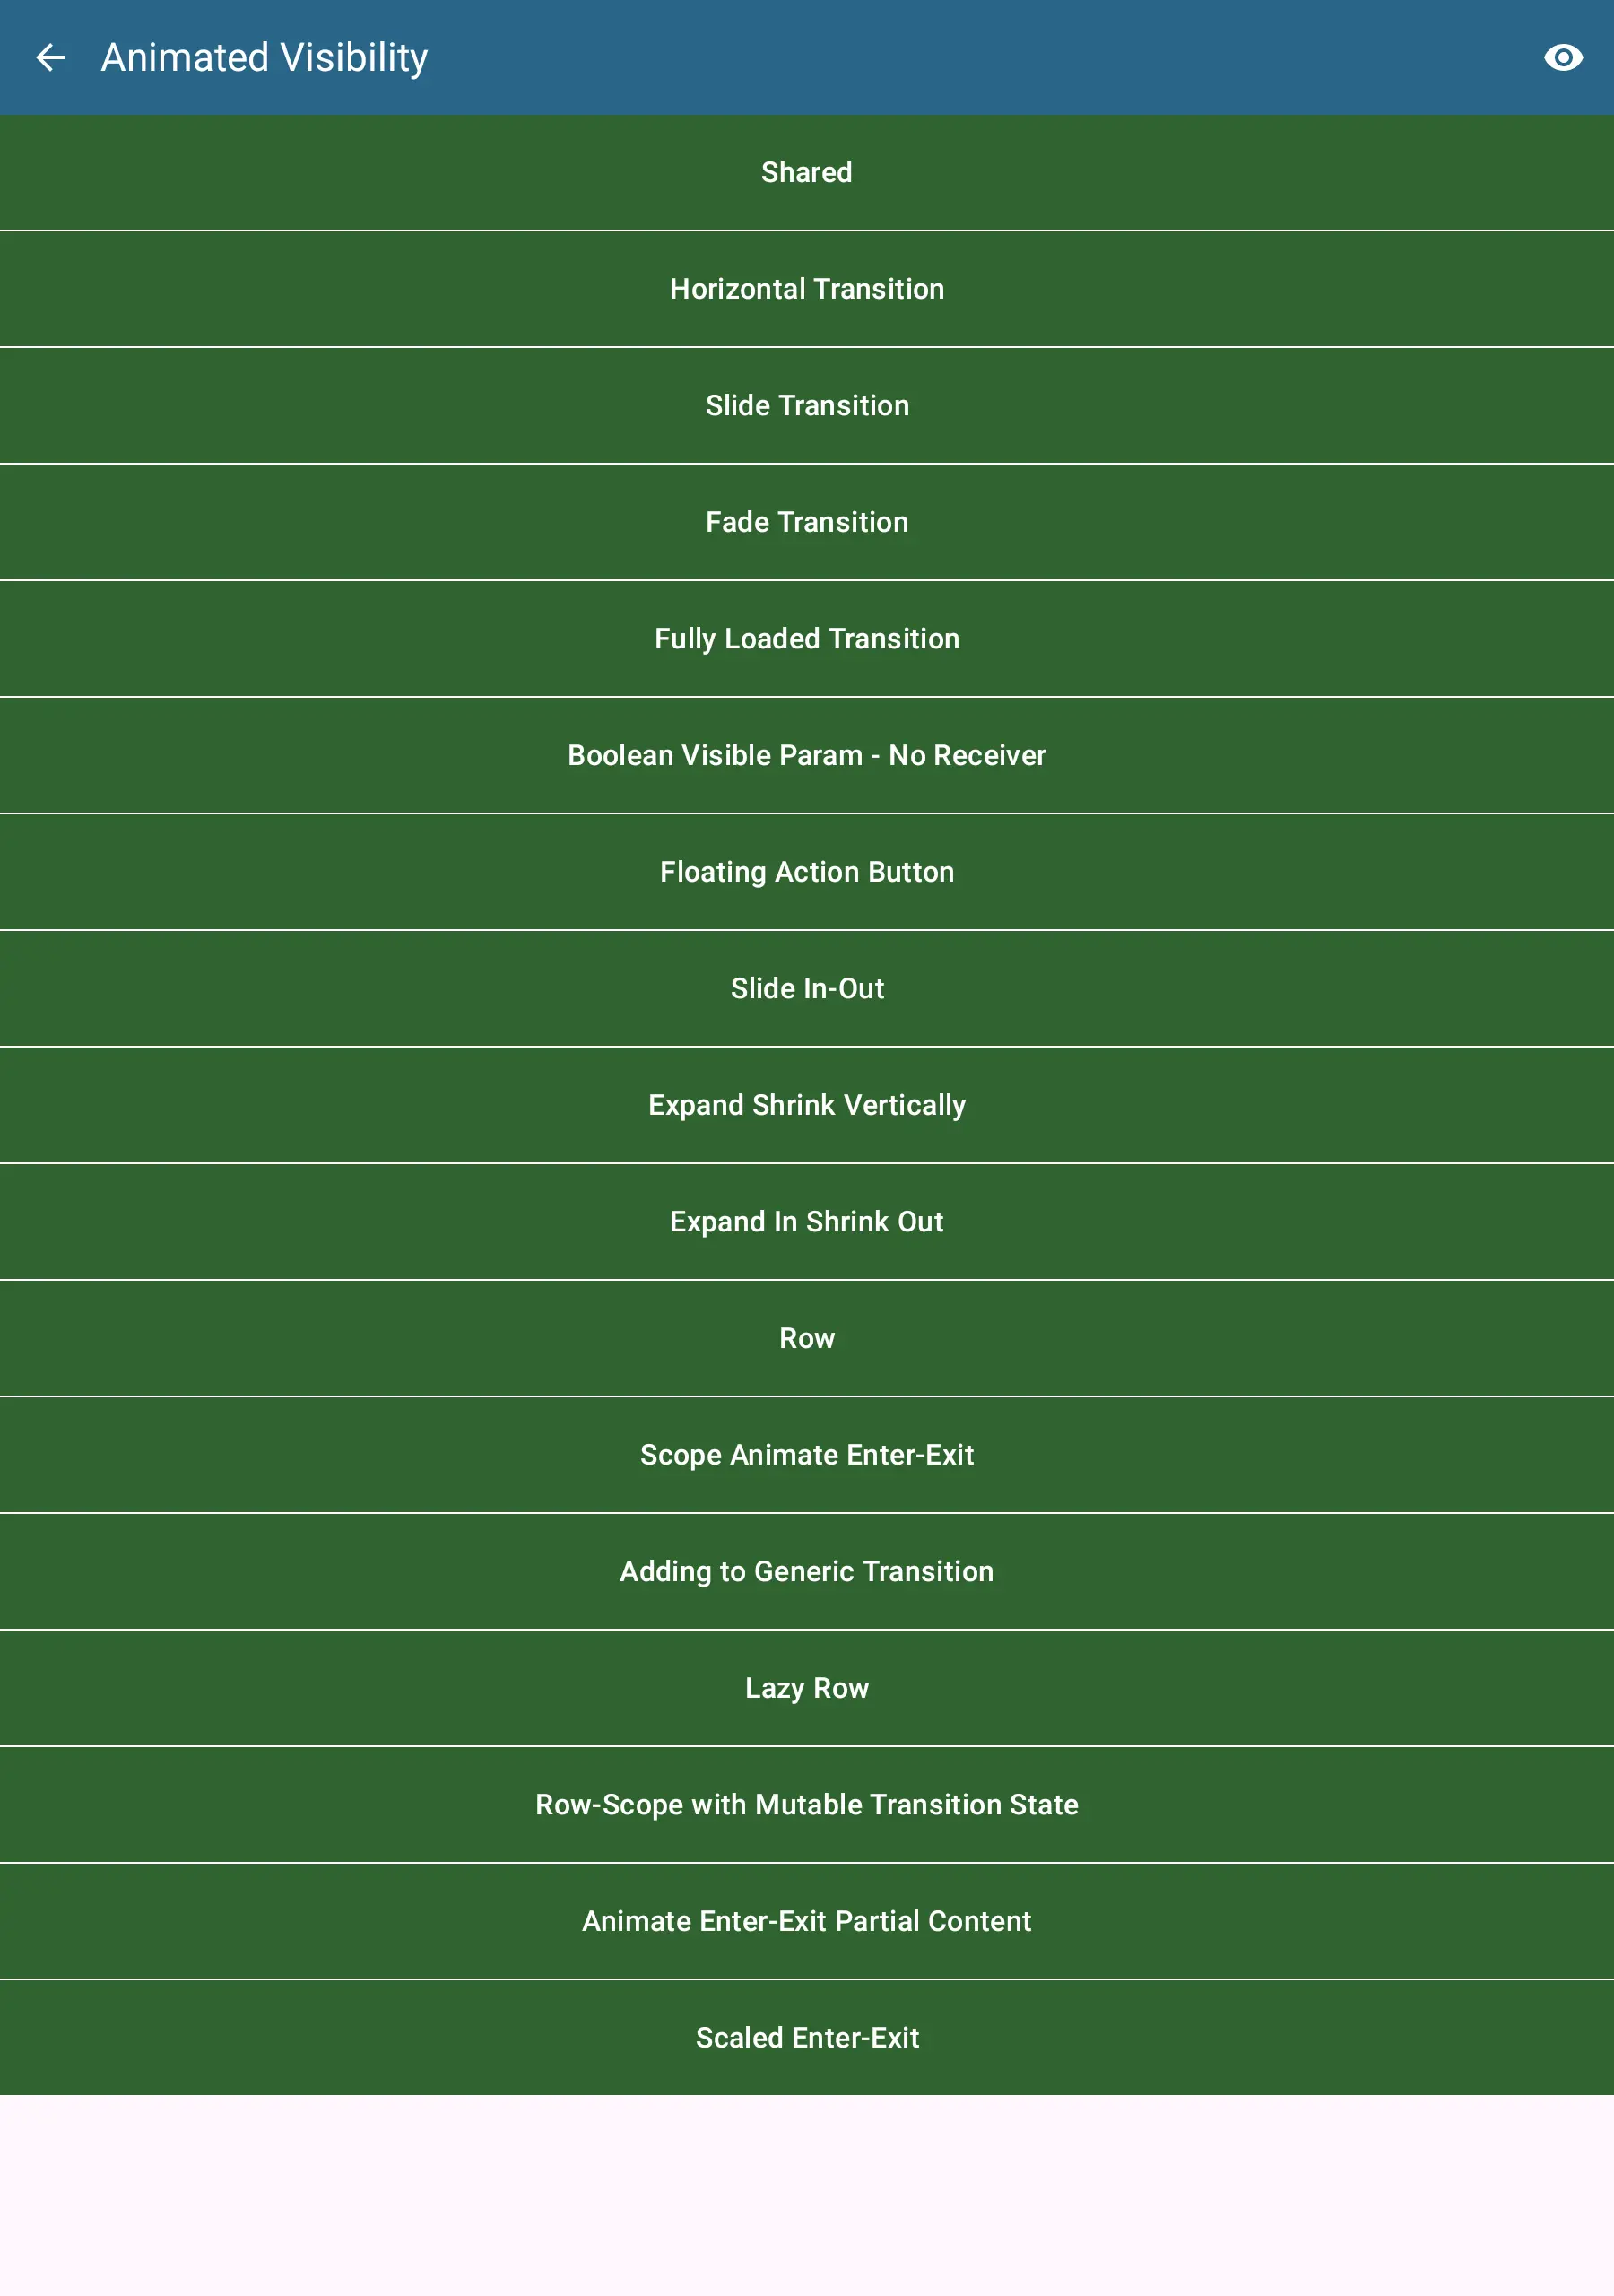 Animated Visibility
Shared
Horizontal Transition
Slide Transition
Fade Transition
Fully Loaded Transition
Boolean Visible Param - No Receiver
Floating Action Button
Slide In-Out
Expand Shrink Vertically
Expand In Shrink Out
Row
Scope Animate Enter-Exit
Adding to Generic Transition
Lazy Row
Row-Scope with Mutable Transition State
Animate Enter-Exit Partial Content
Scaled Enter-Exit